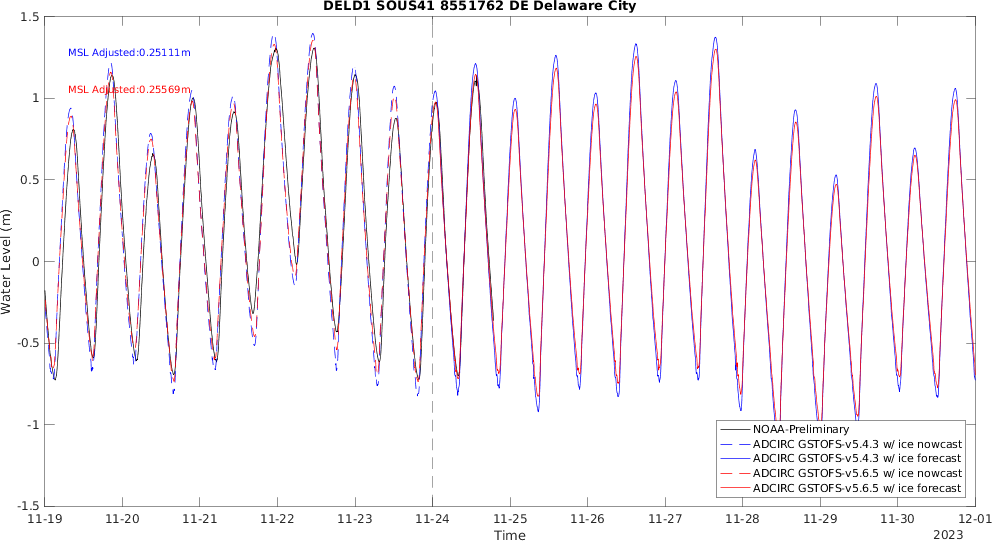 DELD1 SOUS41 8551762 DE Delaware City
1.5
MSL Adjusted:0.25111m
MSL Adjusted:0.25569m
1
0.5
0
-0.5
-1
-1.5
Water Level (m)
NOAA-Preliminary
ADCIRC GSTOFS-v5.4.3 w/ ice nowcast
ADCIRC GSTOFS-v5.4.3 w/ ice forecast
ADCIRC GSTOFS-v5.6.5 w/ ice nowcast
ADCIRC GSTOFS-v5.6.5 w/ ice forecast
11-19 11-20 11-21 11-22 11-23 11-24 11-25 11-26 11-27 11-28 11-29 11-30 12-01
Time
2023